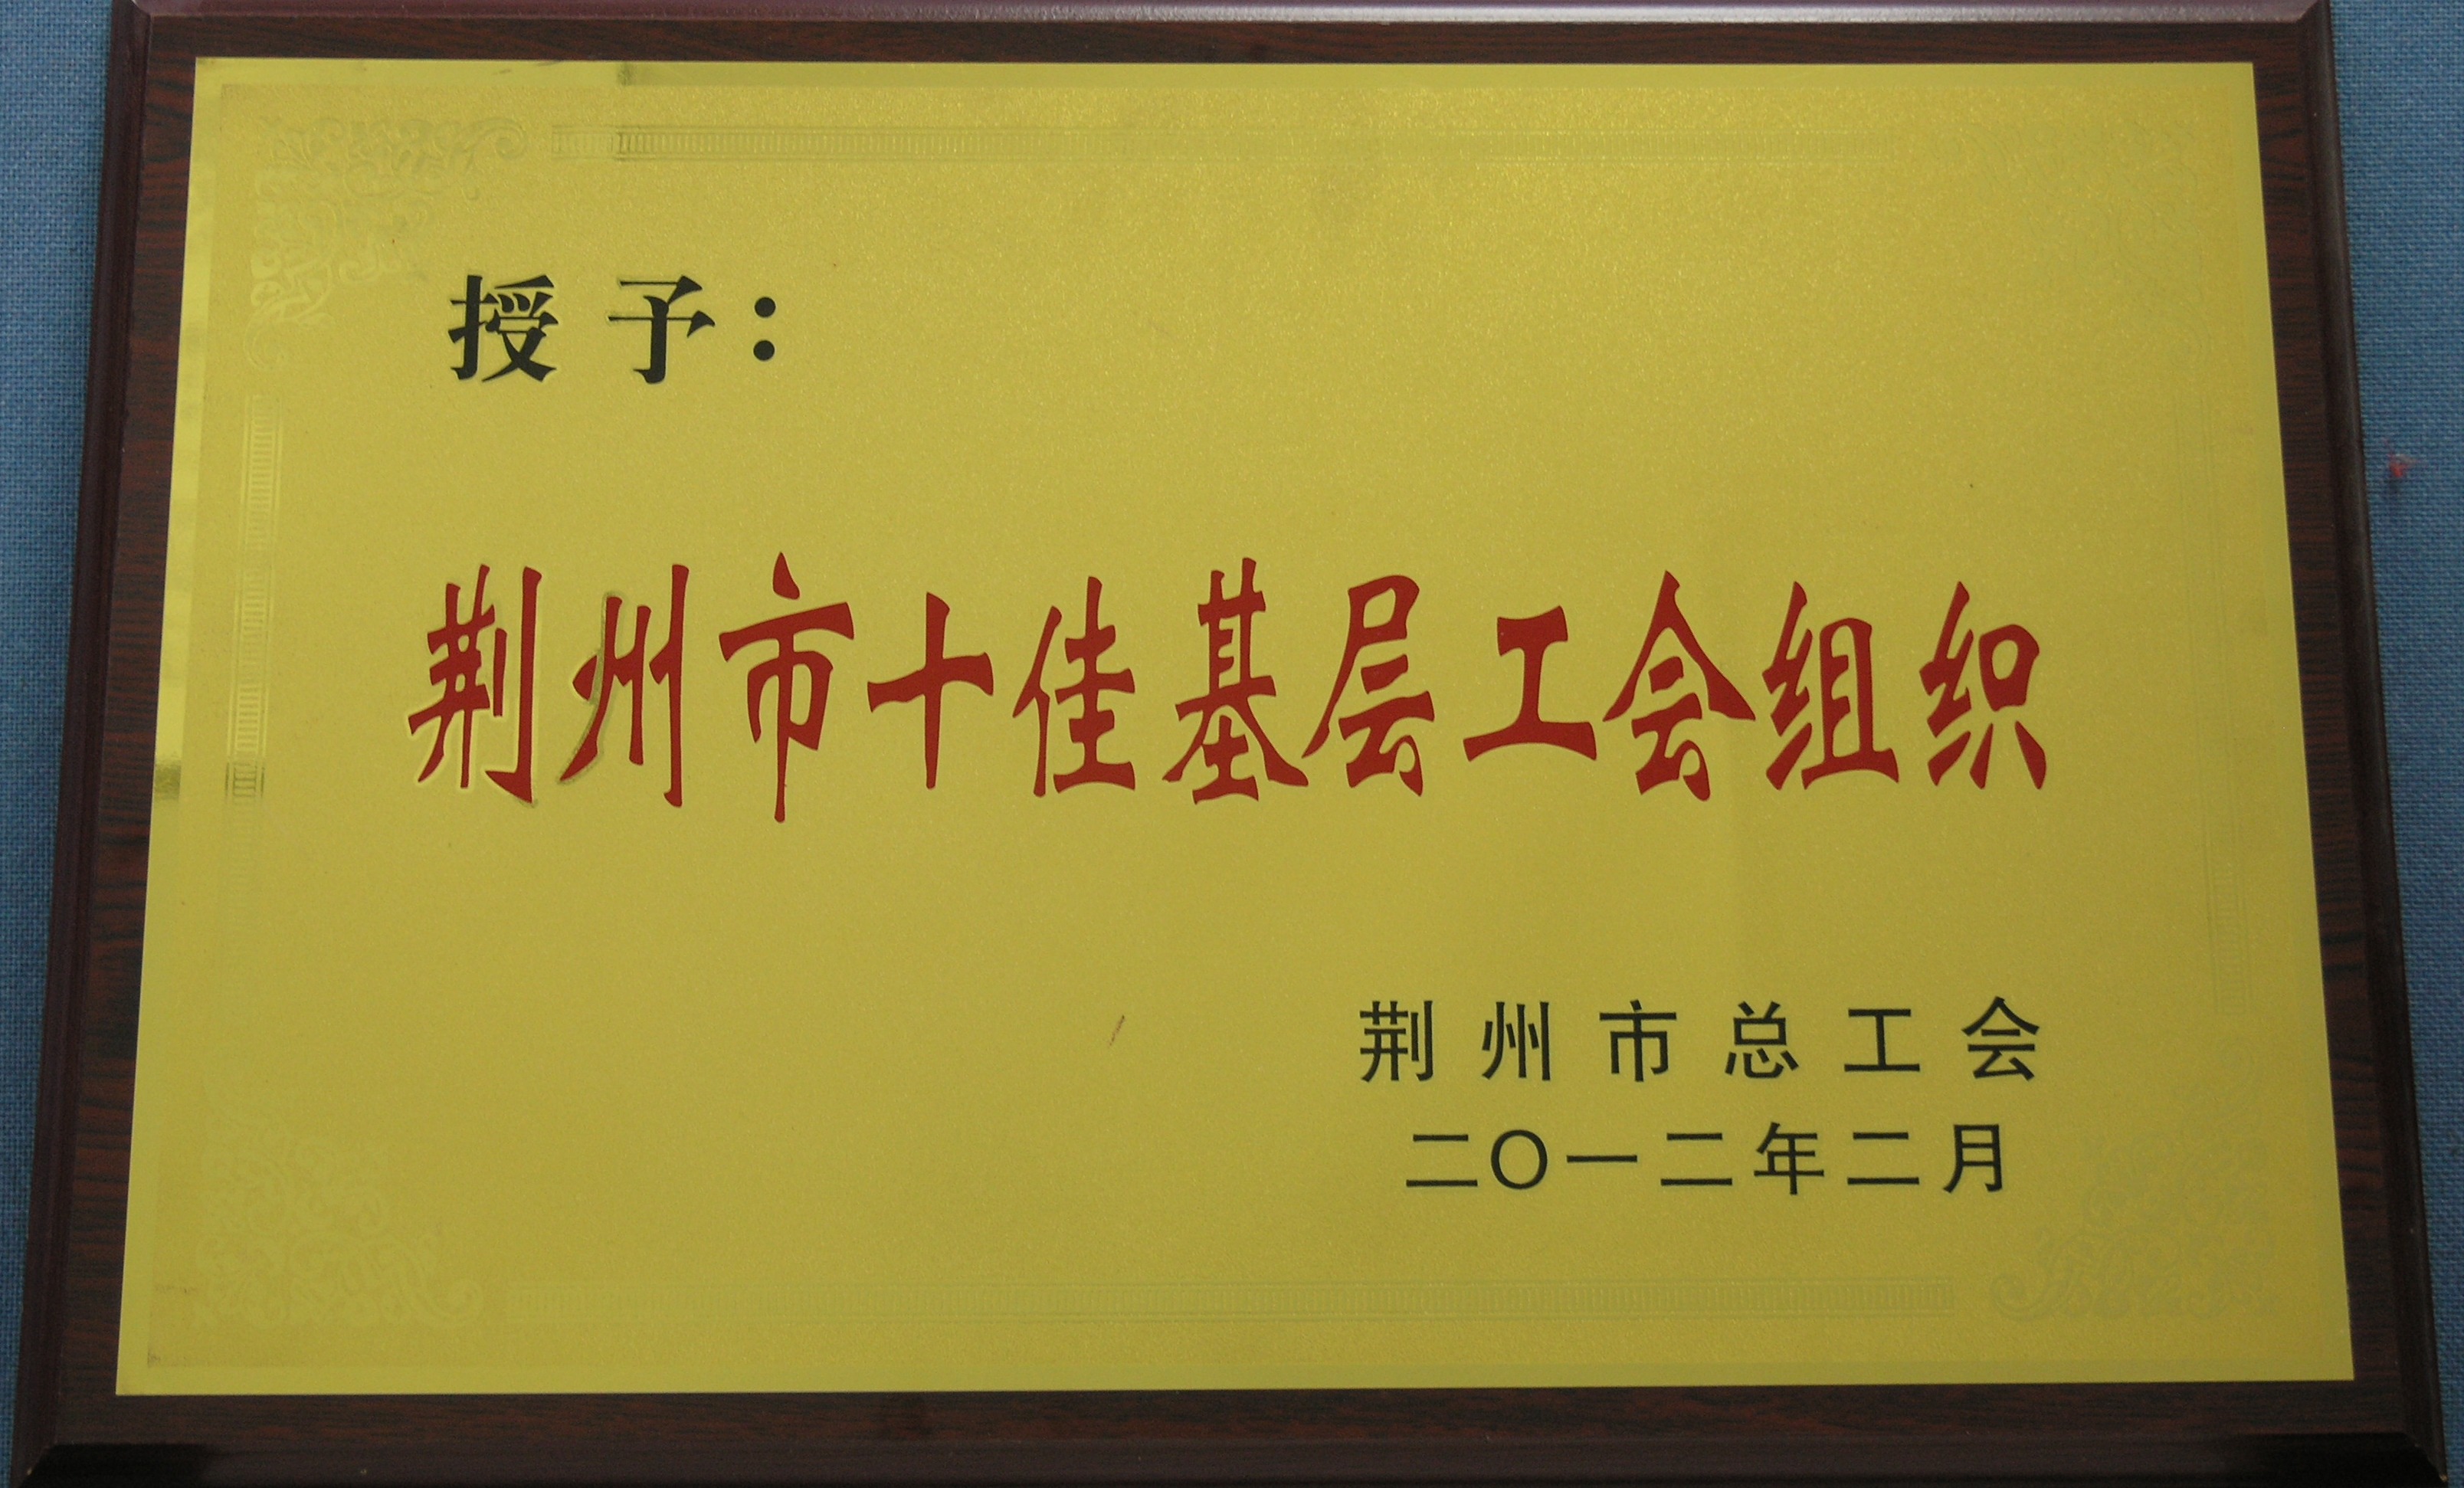 授予：
荆州市十佳基层工会组织
荆州市总工会
二〇一二年二月